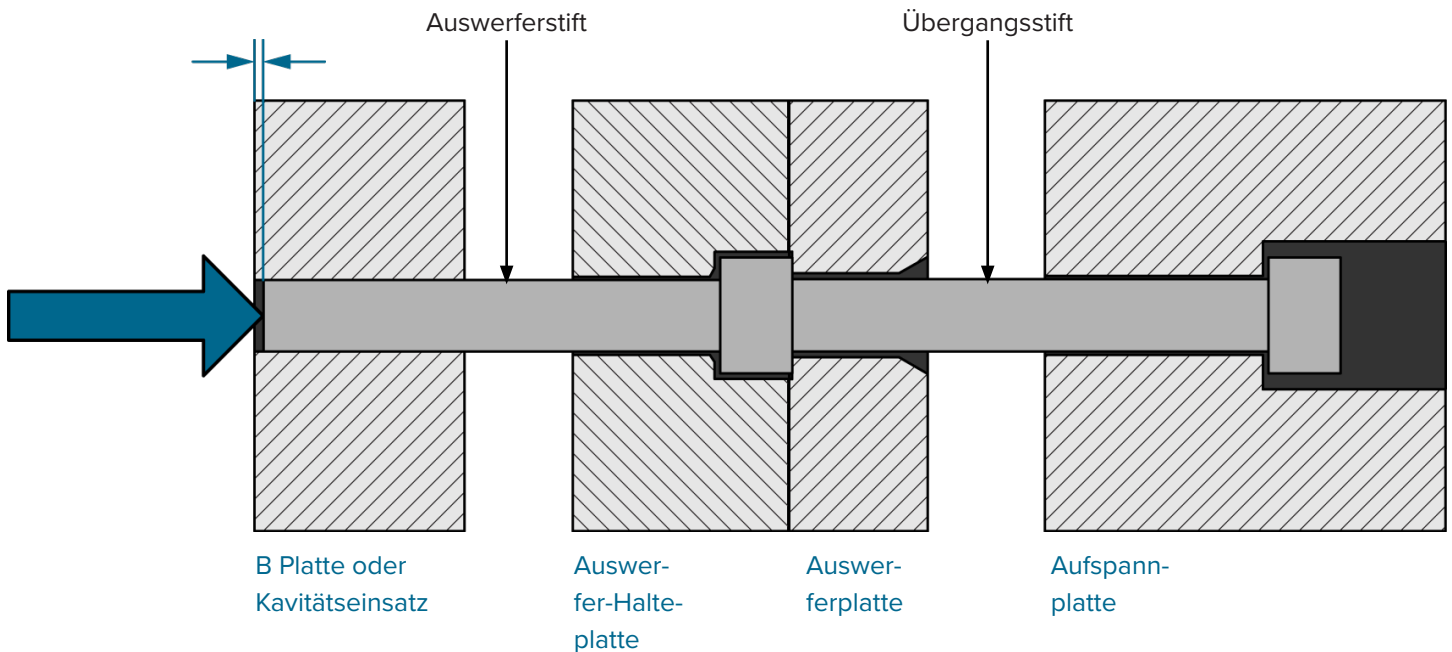 Auswerferstift
Übergangsstift
B Platte oder
Kavitätseinsatz
Auswer-
fer-Halte-
platte
Auswer-
ferplatte
Aufspann-
platte